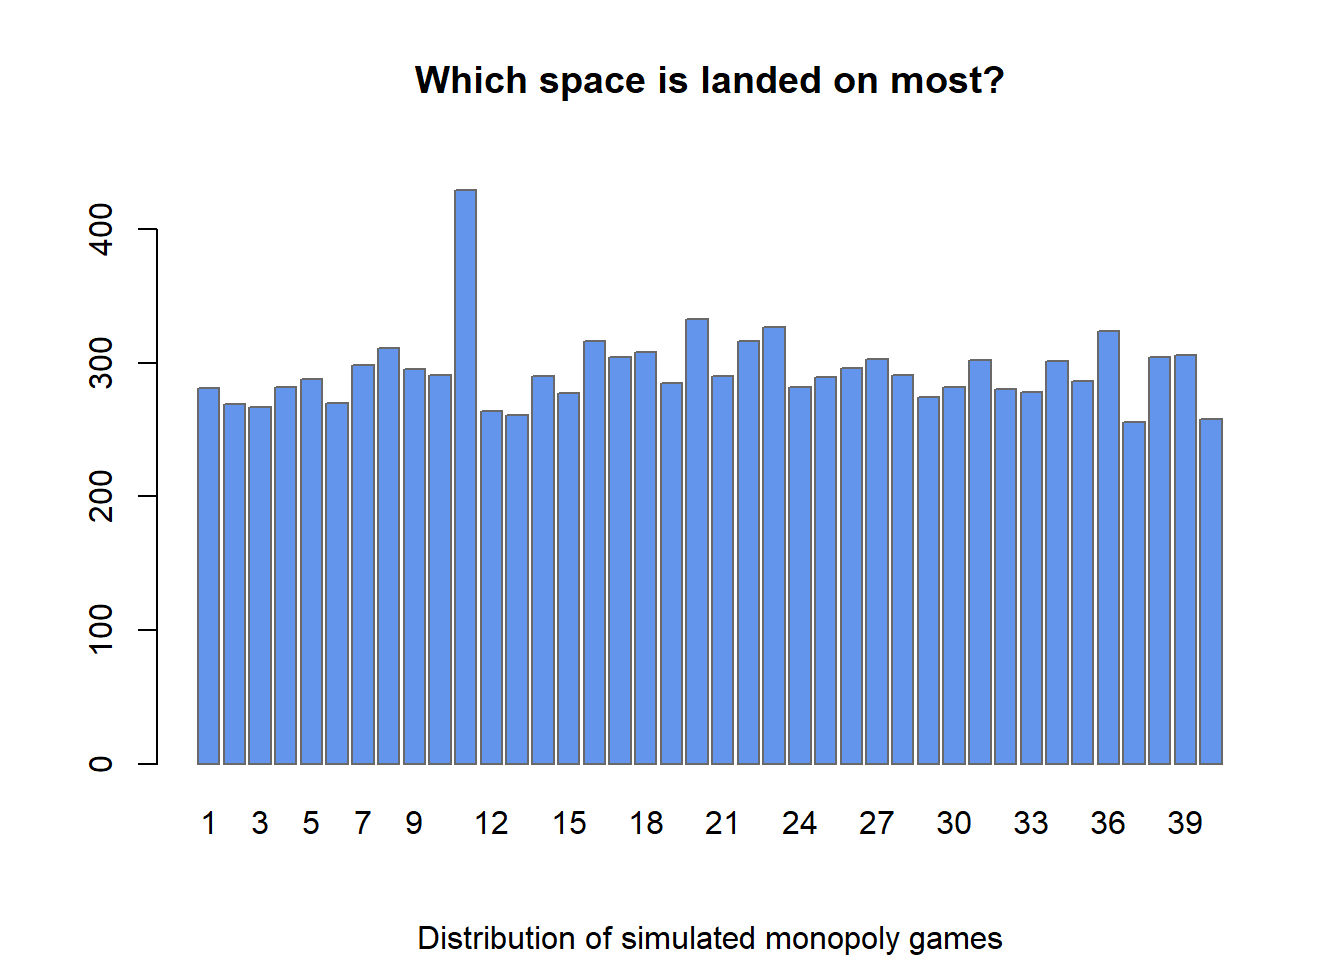 Which space is landed on most?
400
300
200
100
0
1 3 5 7 9 12 15 18 21 24 27 30 33 36 39
Distribution of simulated monopoly games